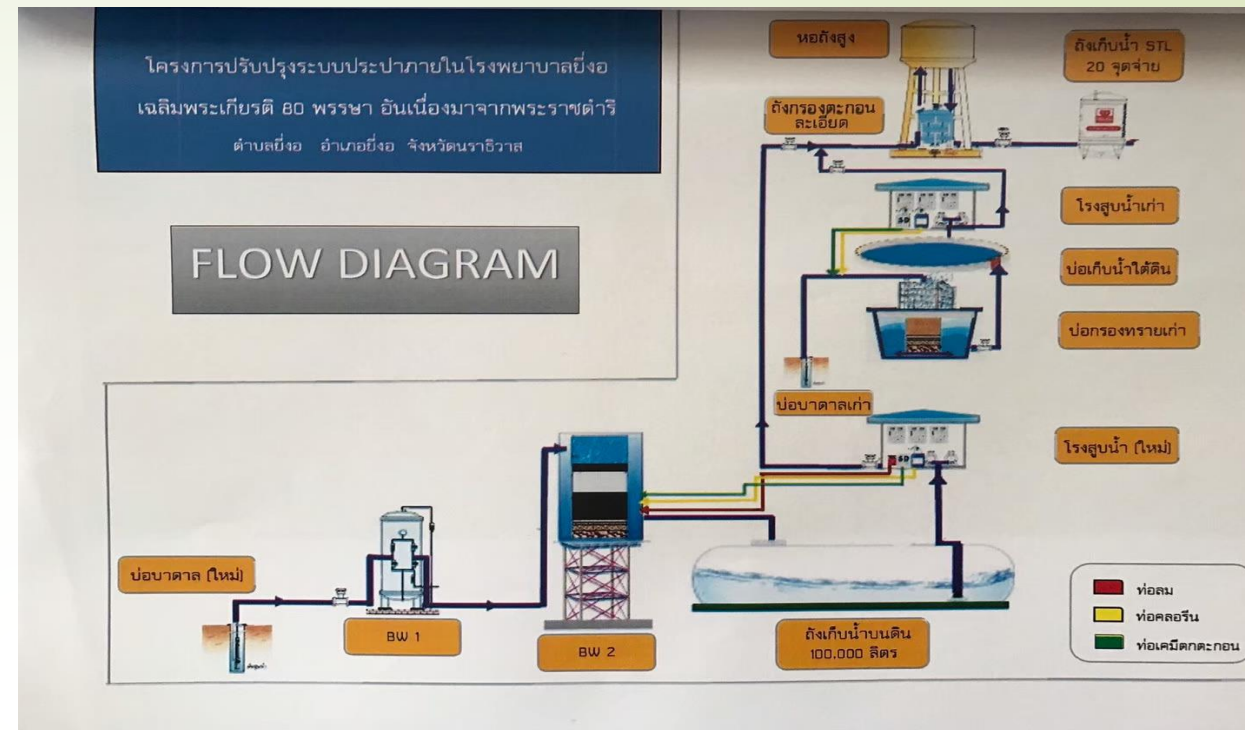 โครงการปรับปรุงระบบประปาภายในโรงพยาบาลยี่งอ
เฉลิมพระเกียรติ 80 พรรษา อันเนื่องมาจากพระราชดำริ
ตำบลยี่งอ อำเภอยี่งอ จังหวัดนราธิวาส
FLOW DIAGRAM
หอถังสูง
ถังเก็บน้ำ STL
20 จุดจ่าย
ถังกรองตะกอน
ละเอียด
โรงสูบน้ำเก่า
บ่อเก็บน้ำใต้ดิน
บ่อกรองทรายเก่า
บ่อบาดาลเก่า
โรงสูบน้ำ (ใหม่)
บ่อบาดาล (ใหม่)
BW 1
BW 2
ถังเก็บน้ำบนดิน
100.000 ลิตร
ท่อลม
ท่อคลอรีน
ท่อเคมีตกตะกอน